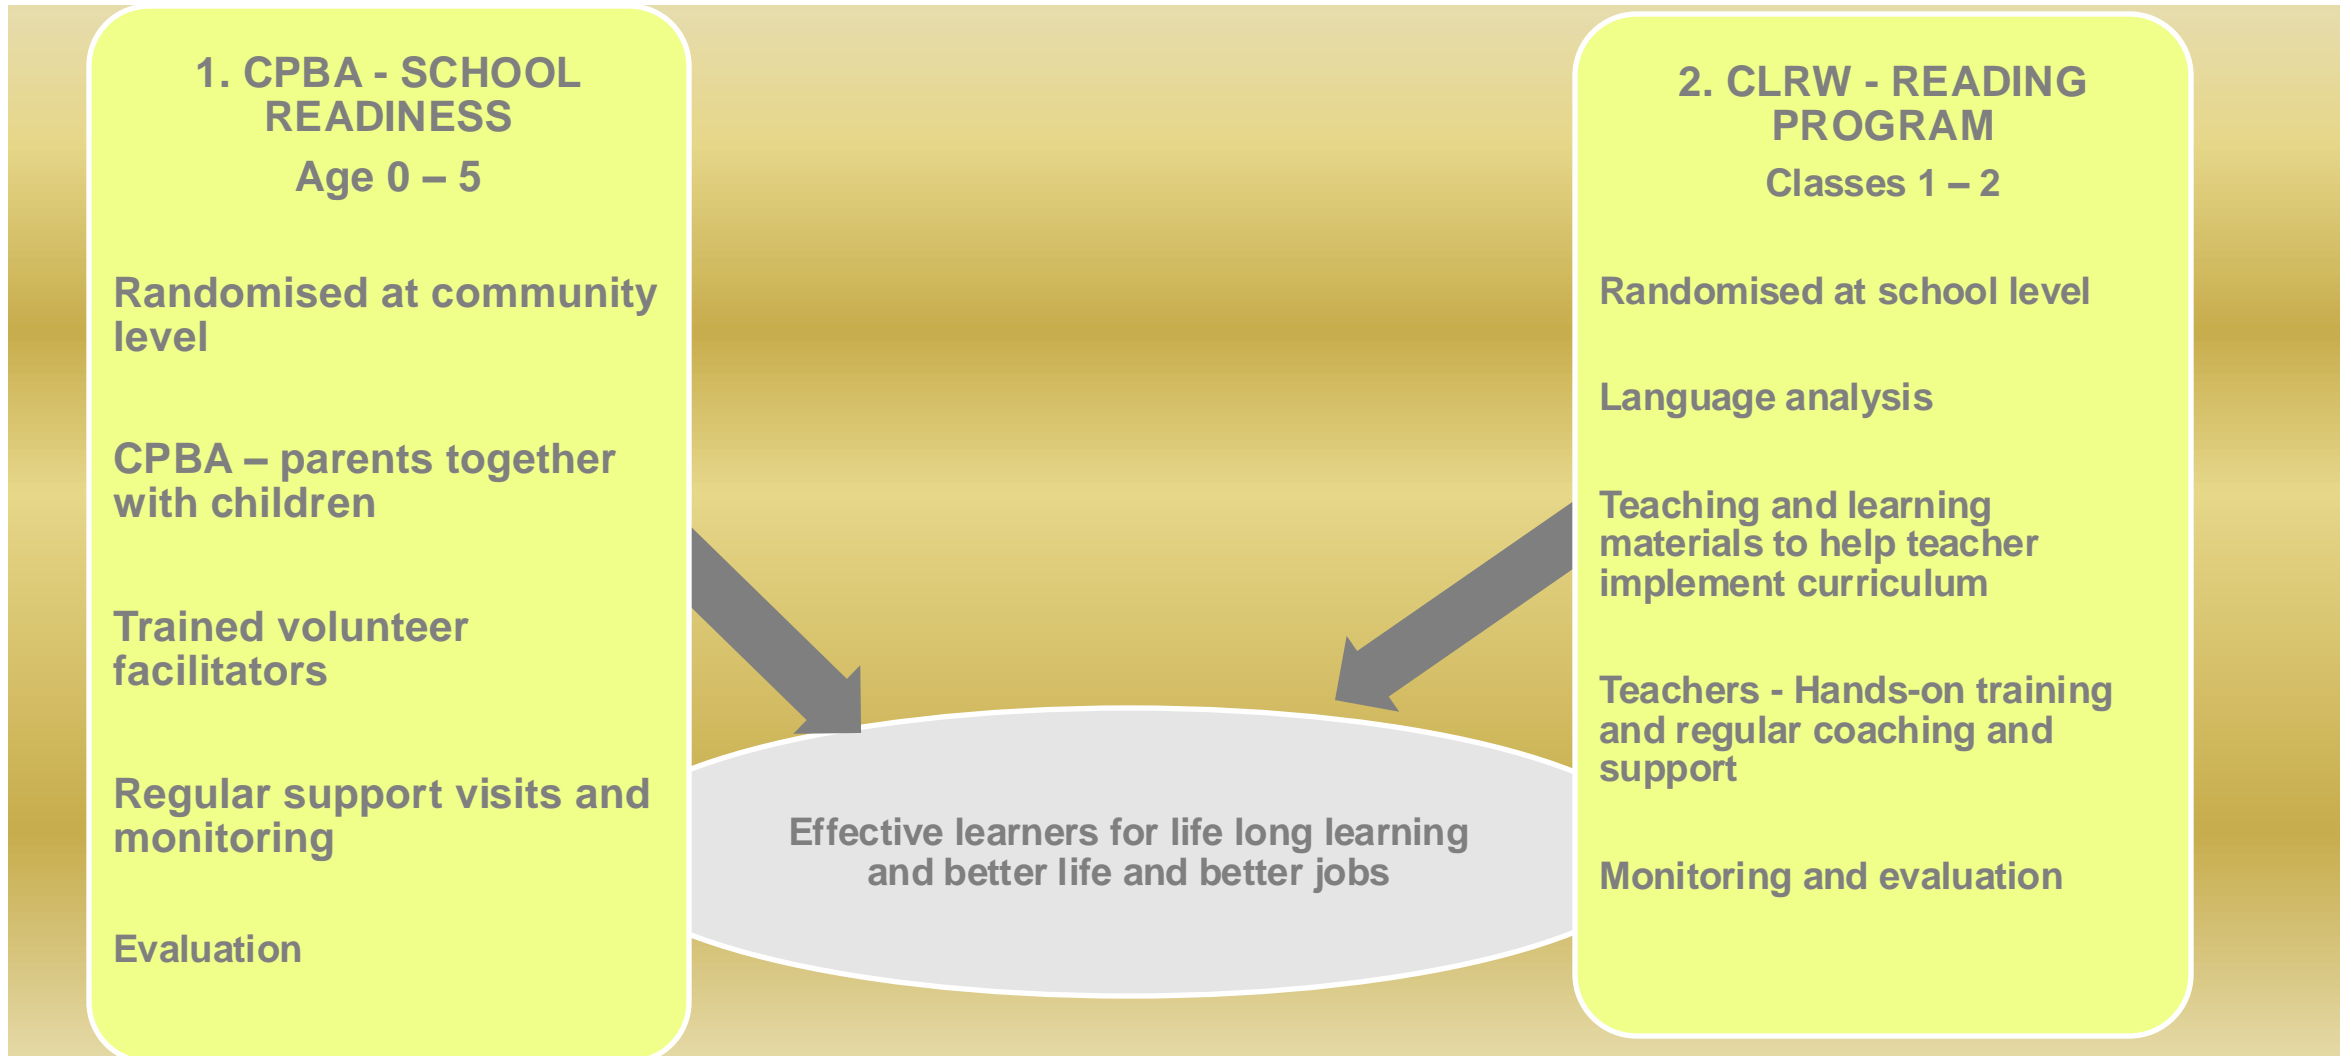 1. CPBA - SCHOOL
READINESS
Age 0 – 5
Randomised at community
level
CPBA – parents together
with children
Trained volunteer
facilitators
Regular support visits and
monitoring
Evaluation
Effective learners for life long learning
and better life and better jobs
2. CLRW - READING
PROGRAM
Classes 1 – 2
Randomised at school level
Language analysis
Teaching and learning
materials to help teacher
implement curriculum
Teachers - Hands-on training
and regular coaching and
support
Monitoring and evaluation